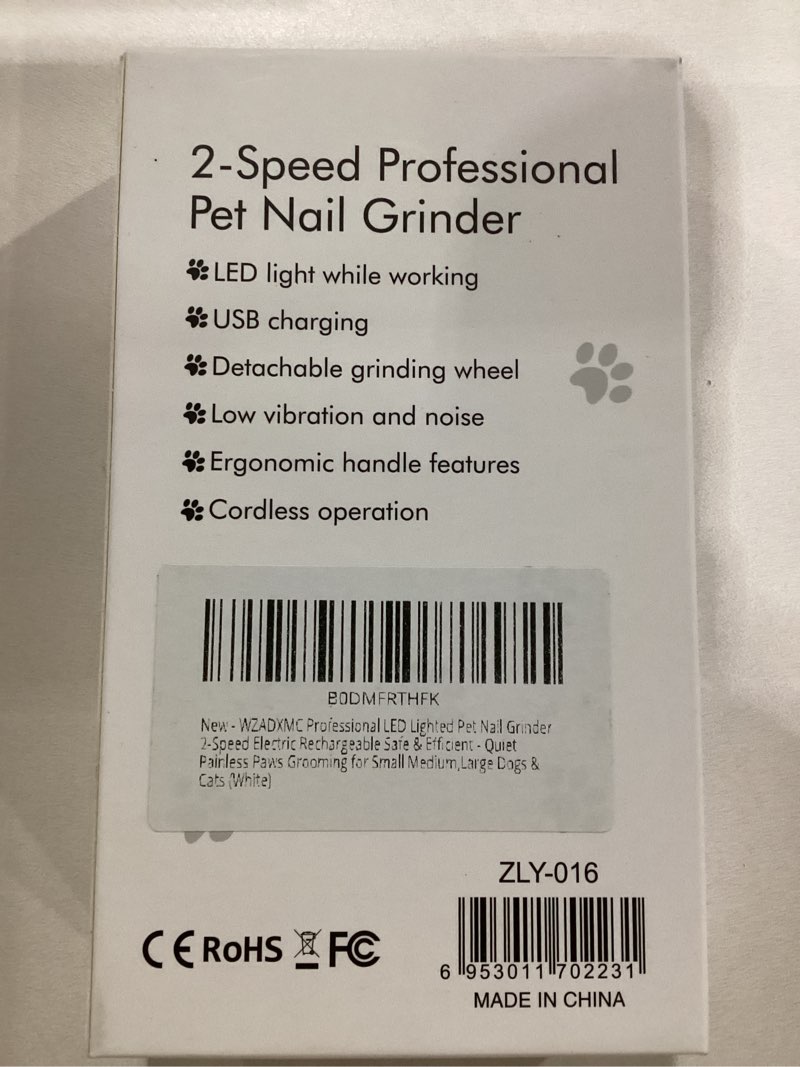 2-Speed Professional
Pet Nail Grinder
LED light while working
USB charging
Detachable grinding wheel
Low vibration and noise
Ergonomic handle features
Cordless operation
B0DMFRTHFK
New - WZADXMC Professional LED Lighted Pet Nail Grinder
2-Speed Electric Rechargeable Safe & Efficient - Quiet
Painless Paws Grooming for Small Medium,Large Dogs &
Cats (White)
ZLY-016
CE RoHS FC
6 953011 702231
MADE IN CHINA